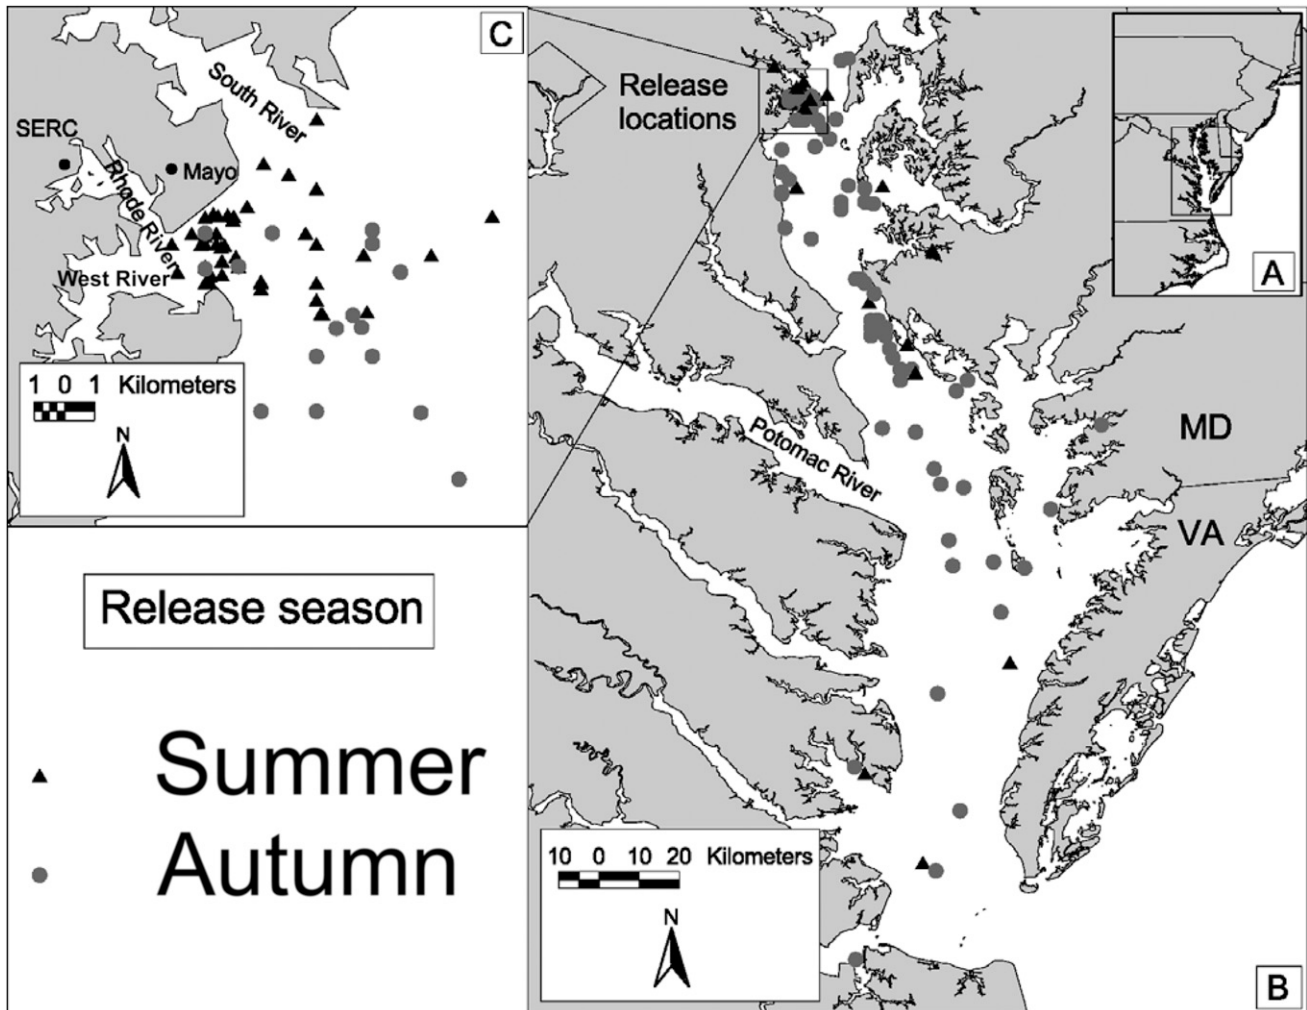 C
South River
SERC
Mayo
Rhode River
West River
1 0 1 Kilometers
N
Release season
Summer
Autumn
Release
locations
A
MD
Potomac River
VA
10 0 10 20 Kilometers
N
B